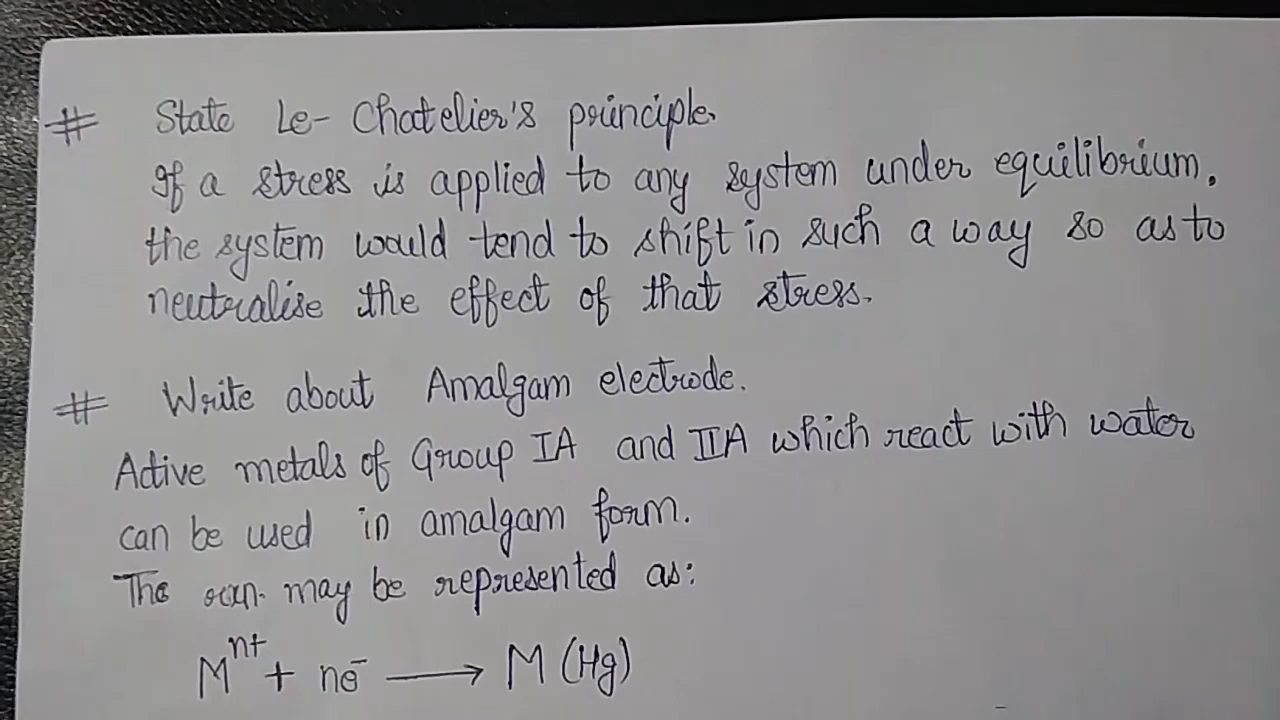 # State Le-Chatelier's principle.
If a stress is applied to any system under equilibrium,
the system would tend to shift in such a way so as to
neutralise the effect of that stress.
# Write about Amalgam electrode.
Active metals of Group IA and IIA which react with water
can be used in amalgam form.
The rxn. may be represented as:
Mⁿ⁺ + ne⁻ ⟶ M (Hg)